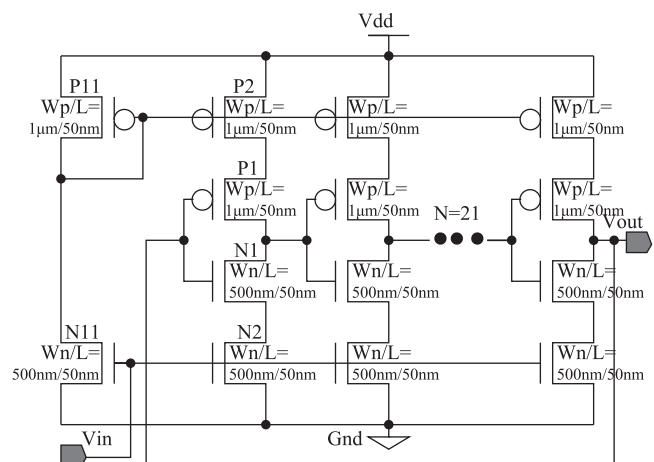 Vdd
P11
Wp/L=
1μm/50nm
P2
Wp/L=
1μm/50nm
Wp/L=
1μm/50nm
Wp/L=
1μm/50nm
P1
Wp/L=
1μm/50nm
Wp/L=
1μm/50nm
N=21
Wp/L=
1μm/50nm
Vout
N1
Wn/L=
500nm/50nm
Wn/L=
500nm/50nm
Wn/L=
500nm/50nm
N11
Wn/L=
500nm/50nm
N2
Wn/L=
500nm/50nm
Wn/L=
500nm/50nm
Wn/L=
500nm/50nm
Vin
Gnd